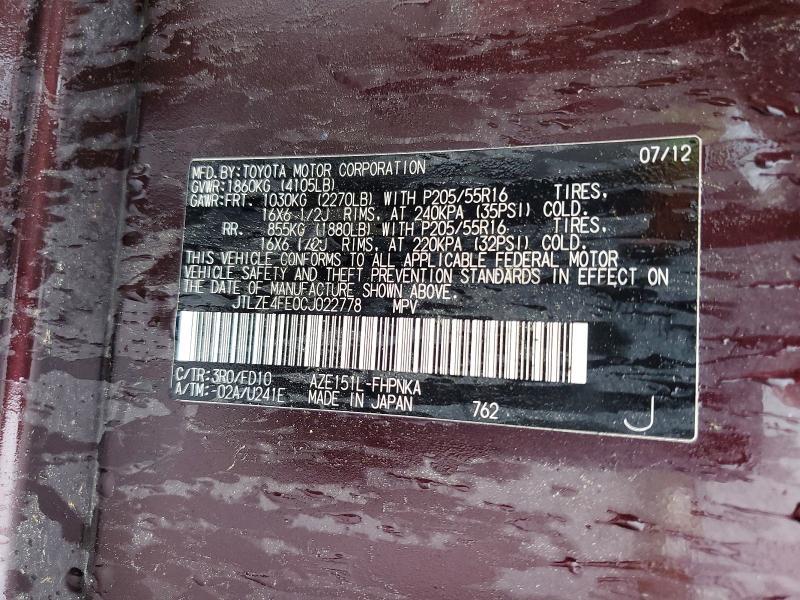 07/12
MFD. BY: TOYOTA MOTOR CORPORATION
GVWR: 1860KG (4105LB)
GAWR: FRT. 1030KG (2270LB) WITH P205/55R16 TIRES,
16X6 1/2J RIMS, AT 240KPA (35PSI) COLD.
RR. 855KG (1880LB) WITH P205/55R16 TIRES,
16X6 1/2J RIMS, AT 220KPA (32PSI) COLD.
THIS VEHICLE CONFORMS TO ALL APPLICABLE FEDERAL MOTOR
VEHICLE SAFETY AND THEFT PREVENTION STANDARDS IN EFFECT ON
THE DATE OF MANUFACTURE SHOWN ABOVE.
JTLZE4FE0CJ022778 MPV
C/TR: 3R0/FD10 AZE151L-FHPNKA
A/TM: -02A/U241E MADE IN JAPAN 762 J